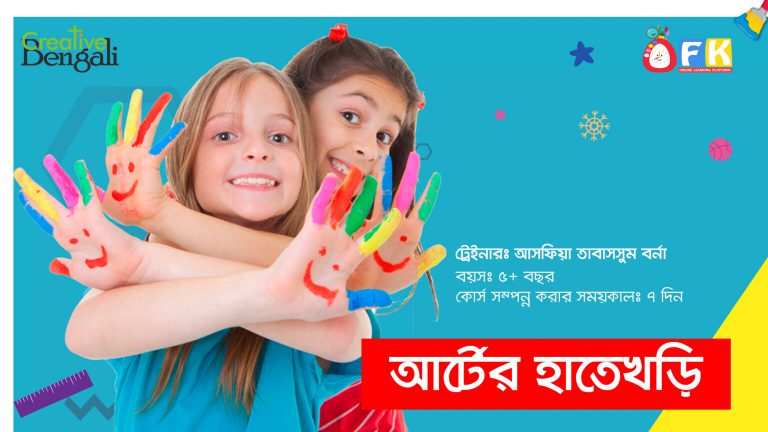 Creative
Bengali
OFK
ONLINE LEARNING PLATFORM
ট্রেইনারঃ আসফিয়া তাবাসসুম বর্না
বয়সঃ ৫+ বছর
কোর্স সম্পন্ন করার সময়কালঃ ৭ দিন
আর্টের হাতেখড়ি